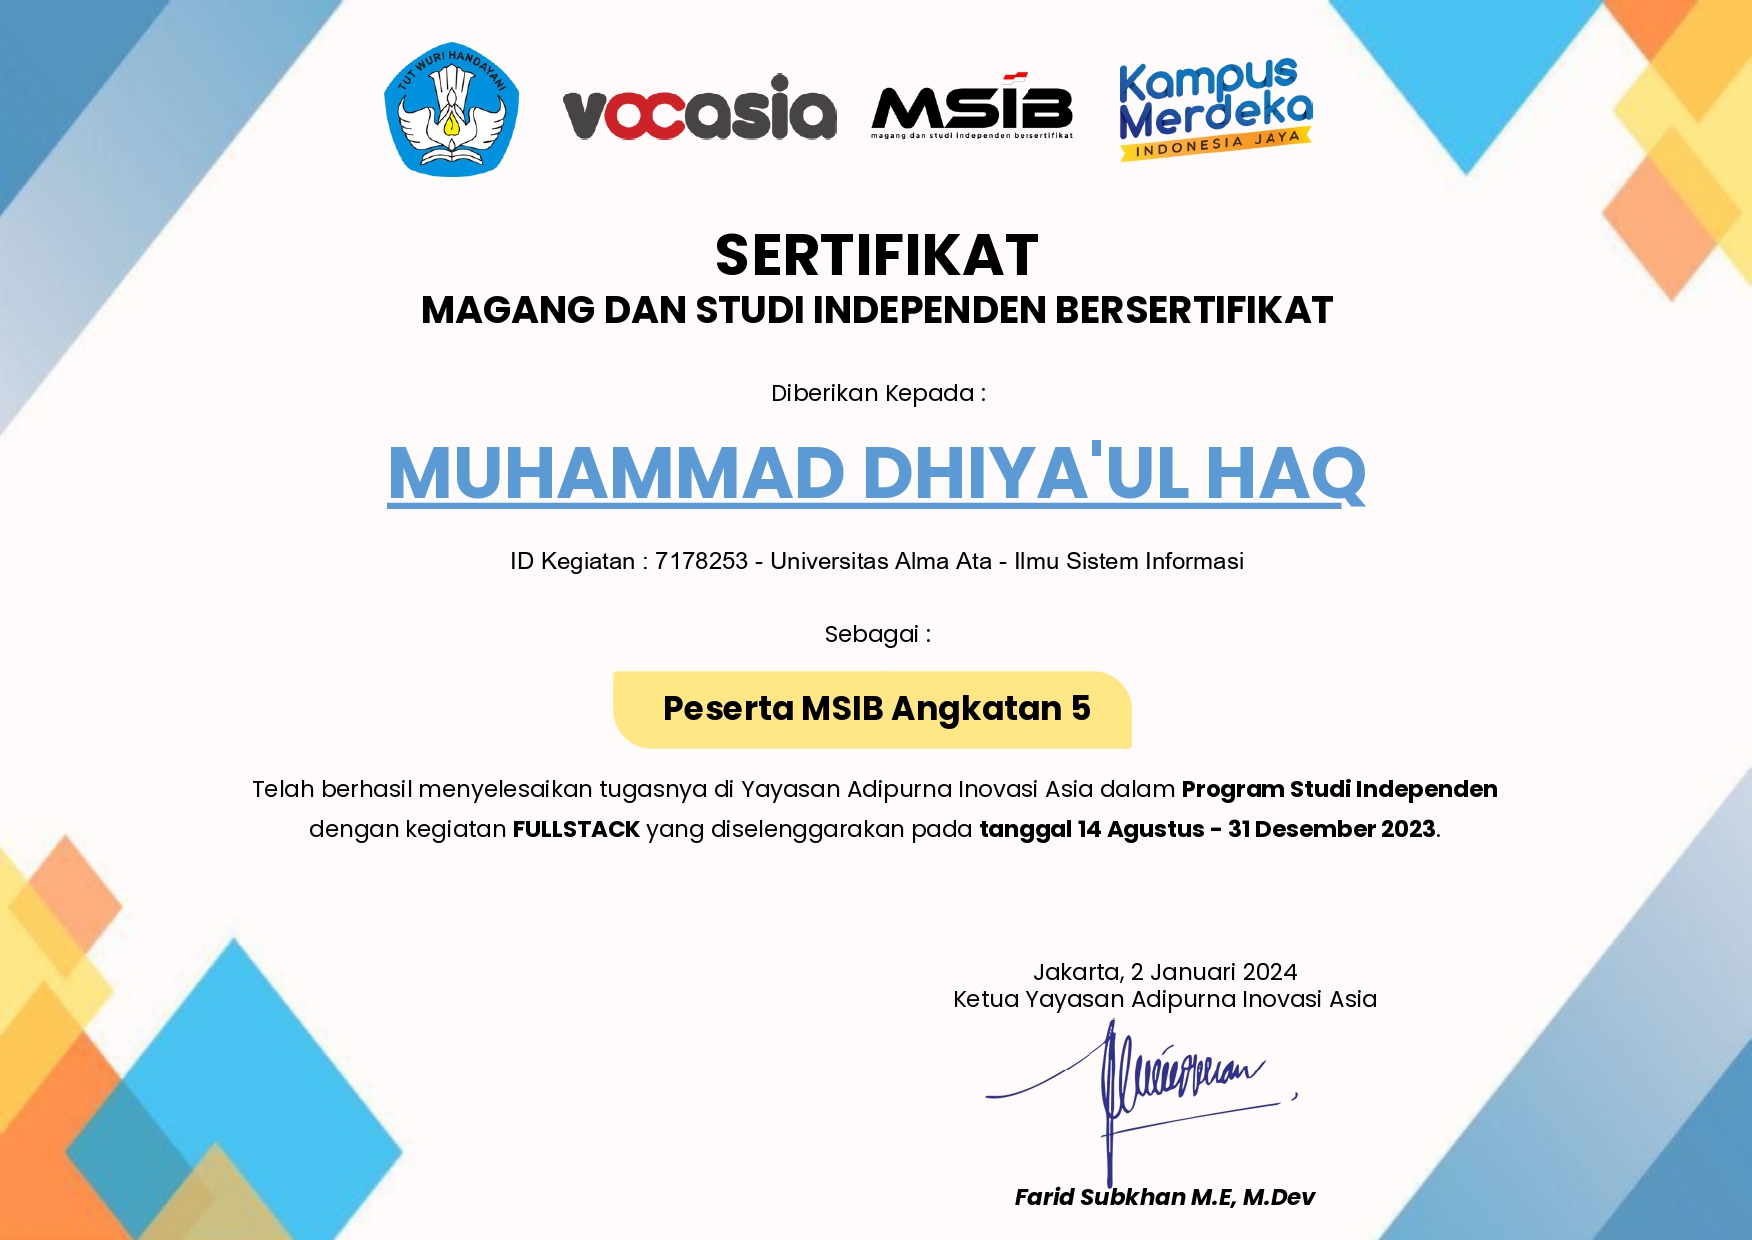 TUT WURI HANDAYANI
vocasia
MSIB
magang dan studi independen bersertifikat
Kampus
Merdeka
INDONESIA JAYA
SERTIFIKAT
MAGANG DAN STUDI INDEPENDEN BERSERTIFIKAT
Diberikan Kepada :
MUHAMMAD DHIYA'UL HAQ
ID Kegiatan : 7178253 - Universitas Alma Ata - Ilmu Sistem Informasi
Sebagai :
Peserta MSIB Angkatan 5
Telah berhasil menyelesaikan tugasnya di Yayasan Adipurna Inovasi Asia dalam Program Studi Independen
dengan kegiatan FULLSTACK yang diselenggarakan pada tanggal 14 Agustus - 31 Desember 2023.
Jakarta, 2 Januari 2024
Ketua Yayasan Adipurna Inovasi Asia
Farid Subkhan M.E, M.Dev